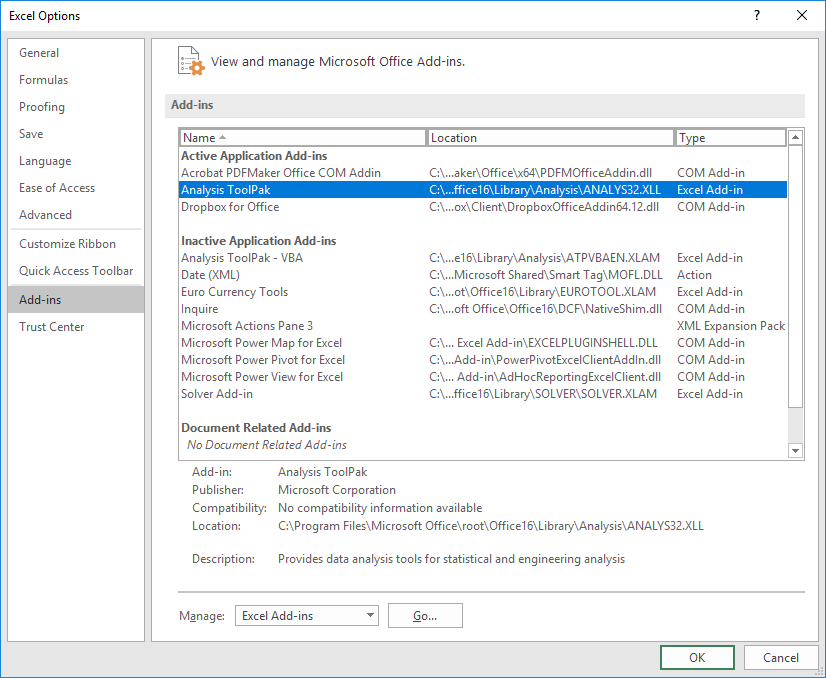 Excel Options
?
General
Formulas
Proofing
Save
Language
Ease of Access
Advanced
Customize Ribbon
Quick Access Toolbar
Add-ins
Trust Center
View and manage Microsoft Office Add-ins.
Add-ins
Name Location Type
Active Application Add-ins
Acrobat PDFMaker Office COM Addin C:\...aker\Office\x64\PDFMOfficeAddin.dll COM Add-in
Analysis ToolPak C:\...ffice16\Library\Analysis\ANALYS32.XLL Excel Add-in
Dropbox for Office C:\...ox\Client\DropboxOfficeAddin64.12.dll COM Add-in
Inactive Application Add-ins
Analysis ToolPak - VBA C:\...e16\Library\Analysis\ATPVBAEN.XLAM Excel Add-in
Date (XML) C:\...Microsoft Shared\Smart Tag\MOFL.DLL Action
Euro Currency Tools C:\...ot\Office16\Library\EUROTOOL.XLAM Excel Add-in
Inquire C:\...oft Office\Office16\DCF\NativeShim.dll COM Add-in
Microsoft Actions Pane 3 XML Expansion Pack
Microsoft Power Map for Excel C:\... Excel Add-in\EXCELPLUGINSHELL.DLL COM Add-in
Microsoft Power Pivot for Excel C:\...Add-in\PowerPivotExcelClientAddIn.dll COM Add-in
Microsoft Power View for Excel C:\... Add-in\AdHocReportingExcelClient.dll COM Add-in
Solver Add-in C:\...ffice16\Library\SOLVER\SOLVER.XLAM Excel Add-in
Document Related Add-ins
No Document Related Add-ins
Add-in: Analysis ToolPak
Publisher: Microsoft Corporation
Compatibility: No compatibility information available
Location: C:\Program Files\Microsoft Office\root\Office16\Library\Analysis\ANALYS32.XLL
Description: Provides data analysis tools for statistical and engineering analysis
Manage: Excel Add-ins Go...
OK Cancel